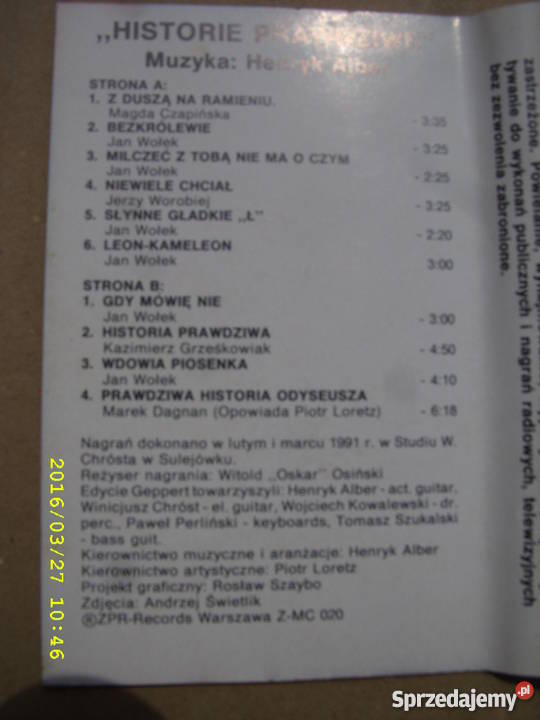 „HISTORIE PRAWDZIWE"
Muzyka: Henryk Alber
STRONA A:
1. Z DUSZĄ NA RAMIENIU.
Magda Czapińska - 3:35
2. BEZKRÓLEWIE
Jan Wołek - 3:25
3. MILCZEĆ Z TOBĄ NIE MA O CZYM
Jan Wołek - 2:25
4. NIEWIELE CHCIAŁ
Jerzy Worobiej - 3:25
5. SŁYNNE GŁADKIE „Ł"
Jan Wołek - 2:20
6. LEON-KAMELEON
Jan Wołek 3:00
STRONA B:
1. GDY MÓWIĘ NIE
Jan Wołek - 3:00
2. HISTORIA PRAWDZIWA
Kazimierz Grześkowiak - 4:50
3. WDOWIA PIOSENKA
Jan Wołek - 4:10
4. PRAWDZIWA HISTORIA ODYSEUSZA
Marek Dagnan (Opowiada Piotr Loretz) - 6:18
Nagrań dokonano w lutym i marcu 1991 r. w Studiu W.
Chrósta w Sulejówku.
Reżyser nagrania: Witold „Oskar" Osiński
Edycie Geppert towarzyszyli: Henryk Alber - act. guitar,
Winicjusz Chróst - el. guitar, Wojciech Kowalewski - dr.
perc., Paweł Perliński - keyboards, Tomasz Szukalski
- bass guit.
Kierownictwo muzyczne i aranżacje: Henryk Alber
Kierownictwo artystyczne: Piotr Loretz
Projekt graficzny: Rosław Szaybo
Zdjęcia: Andrzej Świetlik
®ZPR-Records Warszawa Z-MC 020
zastrzeżone. Powielanie,
tywanie do wykonań publicznych i nagrań radiowych, telewizyjnych
bez zezwolenia zabronione.
2016/03/27 10:46
Sprzedajemy.pl